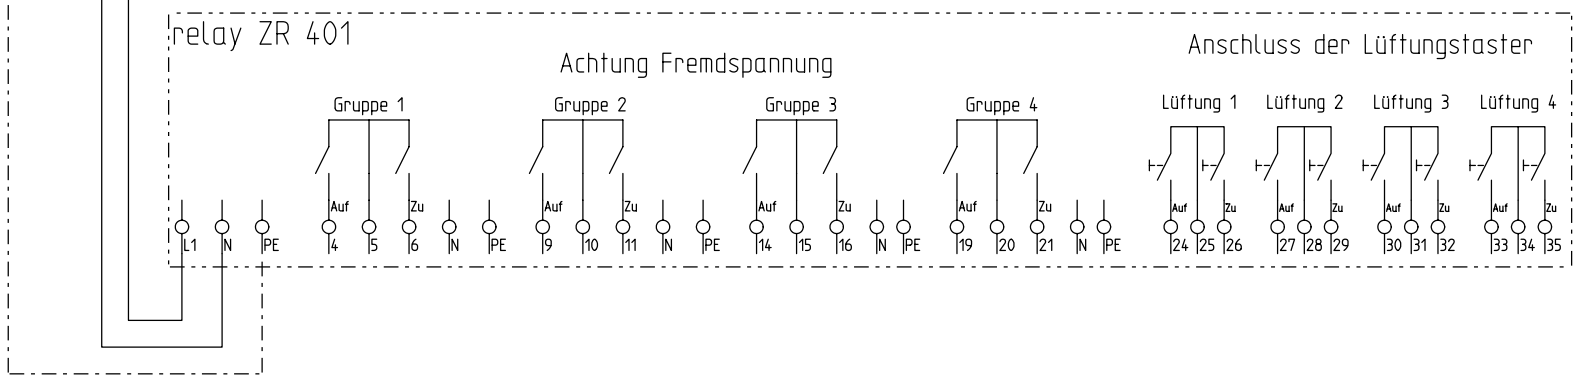 relay ZR 401
Anschluss der Lüftungstaster
Achtung Fremdspannung
Gruppe 1 Gruppe 2 Gruppe 3 Gruppe 4 Lüftung 1 Lüftung 2 Lüftung 3 Lüftung 4
Auf Zu Auf Zu Auf Zu Auf Zu Auf Zu Auf Zu Auf Zu Auf Zu
L1 N PE 4 5 6 N PE 9 10 11 N PE 14 15 16 N PE 19 20 21 N PE 24 25 26 27 28 29 30 31 32 33 34 35